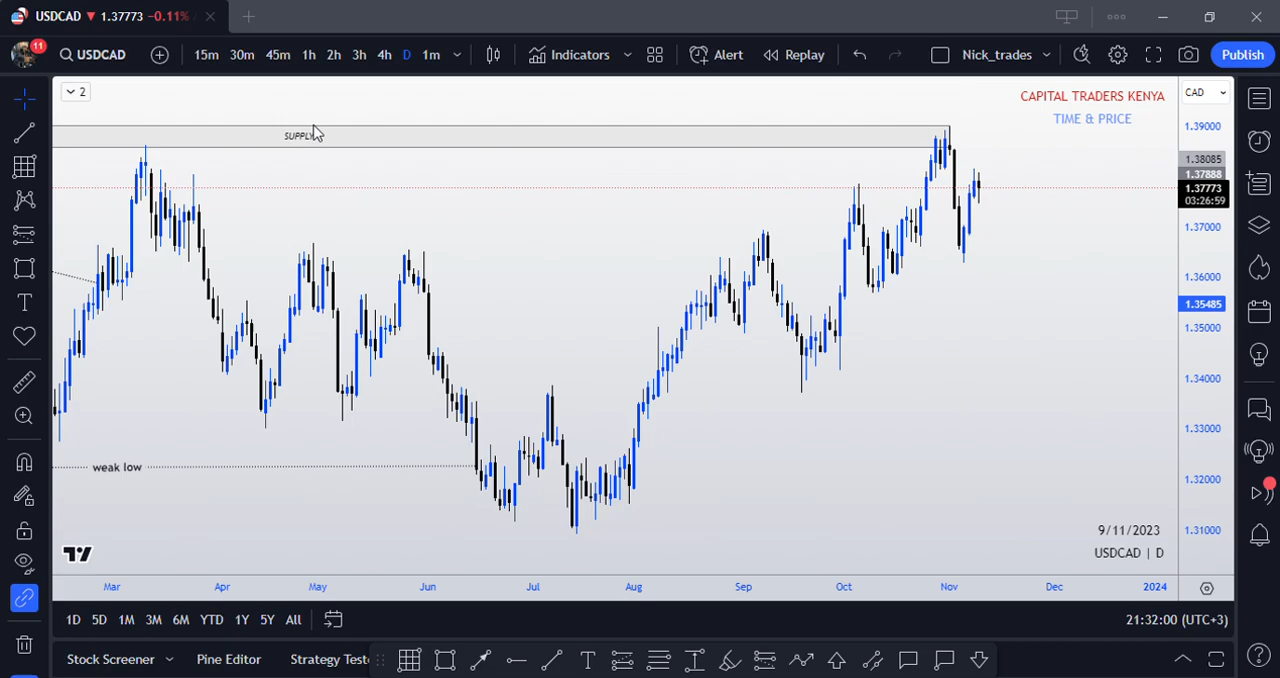 USDCAD 1.37773 -0.11%
11
USDCAD
15m 30m 45m 1h 2h 3h 4h D 1m
Indicators
Alert
Replay
Nick_trades
Publish
2
CAPITAL TRADERS KENYA
TIME & PRICE
CAD
SUPPLY
1.39000
1.38085
1.37888
1.37773
03:26:59
1.37000
1.36000
1.35485
1.35000
1.34000
1.33000
weak low
1.32000
1.31000
9/11/2023
USDCAD | D
Mar Apr May Jun Jul Aug Sep Oct Nov Dec 2024
1D 5D 1M 3M 6M YTD 1Y 5Y All
21:32:00 (UTC+3)
Stock Screener Pine Editor Strategy Teste